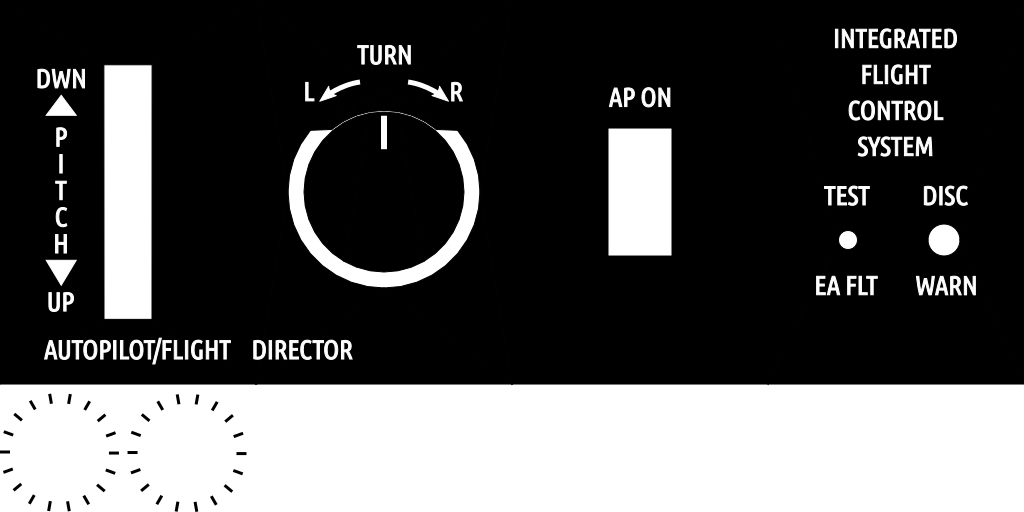 DWN
PITCH
UP
TURN
L R
AP ON
INTEGRATED
FLIGHT
CONTROL
SYSTEM
TEST DISC
EA FLT WARN
AUTOPILOT/FLIGHT DIRECTOR